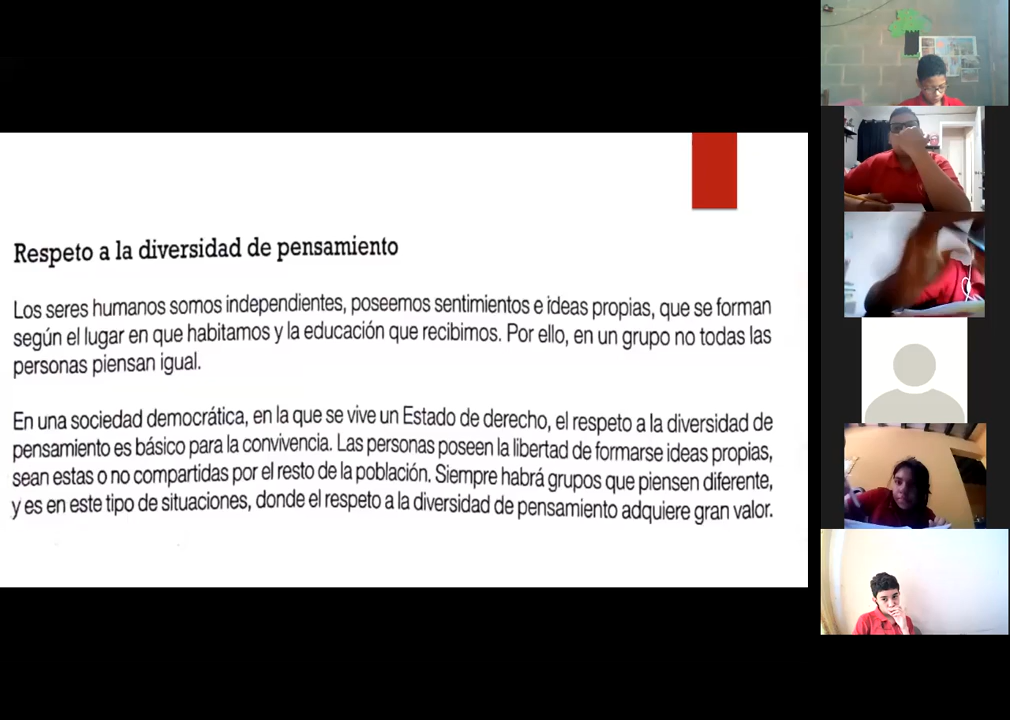 Respeto a la diversidad de pensamiento
Los seres humanos somos independientes, poseemos sentimientos e ideas propias, que se forman
según el lugar en que habitamos y la educación que recibimos. Por ello, en un grupo no todas las
personas piensan igual.
En una sociedad democrática, en la que se vive un Estado de derecho, el respeto a la diversidad de
pensamiento es básico para la convivencia. Las personas poseen la libertad de formarse ideas propias,
sean estas o no compartidas por el resto de la población. Siempre habrá grupos que piensen diferente,
y es en este tipo de situaciones, donde el respeto a la diversidad de pensamiento adquiere gran valor.